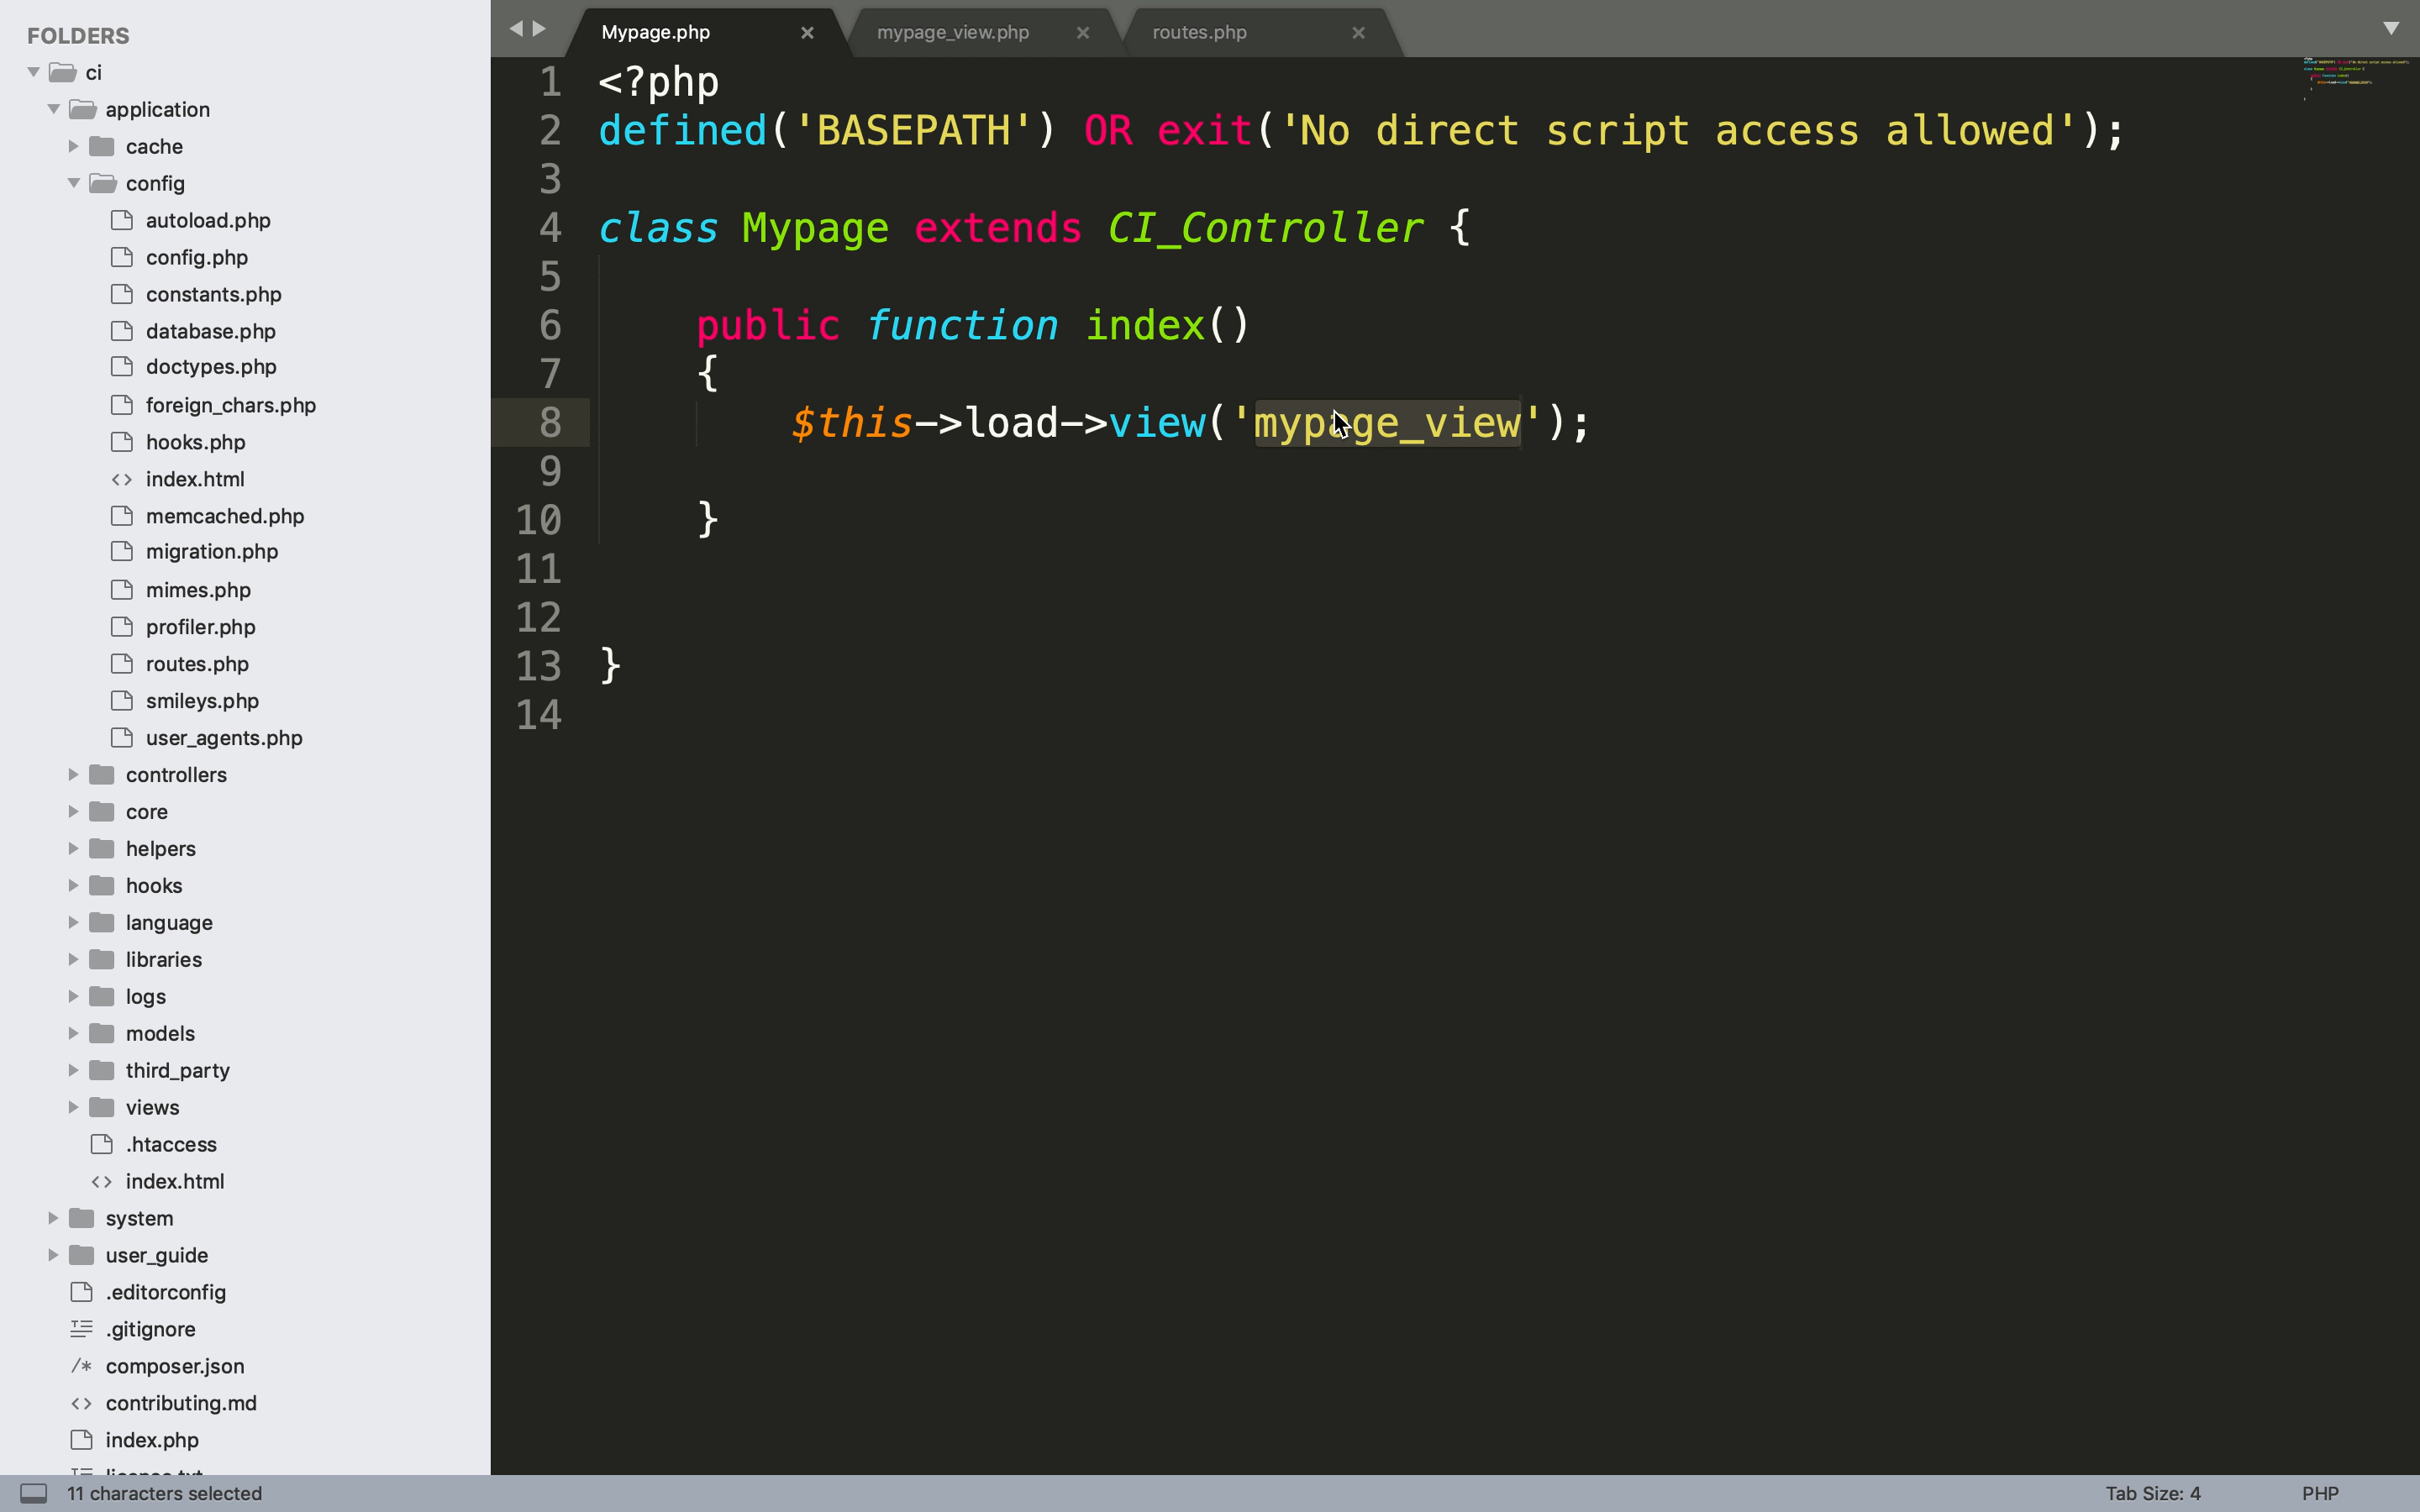 FOLDERS
ci
application
cache
config
autoload.php
config.php
constants.php
database.php
doctypes.php
foreign_chars.php
hooks.php
index.html
memcached.php
migration.php
mimes.php
profiler.php
routes.php
smileys.php
user_agents.php
controllers
core
helpers
hooks
language
libraries
logs
models
third_party
views
.htaccess
index.html
system
user_guide
.editorconfig
.gitignore
composer.json
contributing.md
index.php
Mypage.php mypage_view.php routes.php
1 <?php
2 defined('BASEPATH') OR exit('No direct script access allowed');
3
4 class Mypage extends CI_Controller {
5
6 public function index()
7 {
8 $this->load->view('mypage_view');
9
10 }
11
12
13 }
14
11 characters selected
Tab Size: 4 PHP